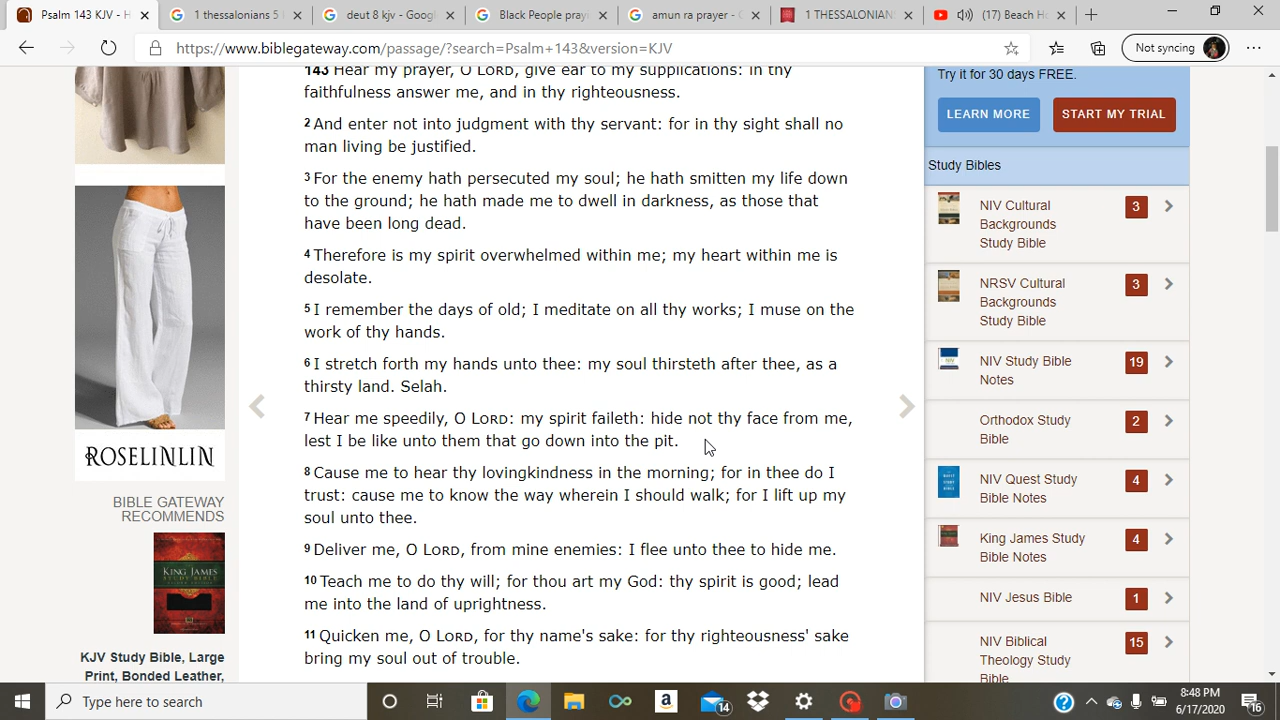 Psalm 143 KJV - H
1 thessalonians 5 k
deut 8 kjv - Google
Black People prayi
amun ra prayer - G
1 THESSALONIANS
(17) Beach Ho
https://www.biblegateway.com/passage/?search=Psalm+143&version=KJV
Not syncing
143 Hear my prayer, O LORD, give ear to my supplications: in thy
faithfulness answer me, and in thy righteousness.
2 And enter not into judgment with thy servant: for in thy sight shall no
man living be justified.
3 For the enemy hath persecuted my soul; he hath smitten my life down
to the ground; he hath made me to dwell in darkness, as those that
have been long dead.
4 Therefore is my spirit overwhelmed within me; my heart within me is
desolate.
5 I remember the days of old; I meditate on all thy works; I muse on the
work of thy hands.
6 I stretch forth my hands unto thee: my soul thirsteth after thee, as a
thirsty land. Selah.
7 Hear me speedily, O LORD: my spirit faileth: hide not thy face from me,
lest I be like unto them that go down into the pit.
8 Cause me to hear thy lovingkindness in the morning; for in thee do I
trust: cause me to know the way wherein I should walk; for I lift up my
soul unto thee.
9 Deliver me, O LORD, from mine enemies: I flee unto thee to hide me.
10 Teach me to do thy will; for thou art my God: thy spirit is good; lead
me into the land of uprightness.
11 Quicken me, O LORD, for thy name's sake: for thy righteousness' sake
bring my soul out of trouble.
ROSELINLIN
BIBLE GATEWAY
RECOMMENDS
KING JAMES
STUDY BIBLE
KJV Study Bible, Large
Print, Bonded Leather,
Try it for 30 days FREE.
LEARN MORE
START MY TRIAL
Study Bibles
NIV Cultural
Backgrounds
Study Bible
3
NRSV Cultural
Backgrounds
Study Bible
3
NIV Study Bible
Notes
19
Orthodox Study
Bible
2
NIV Quest Study
Bible Notes
4
King James Study
Bible Notes
4
NIV Jesus Bible
1
NIV Biblical
Theology Study
Bible
15
Type here to search
14
8:48 PM
6/17/2020
16